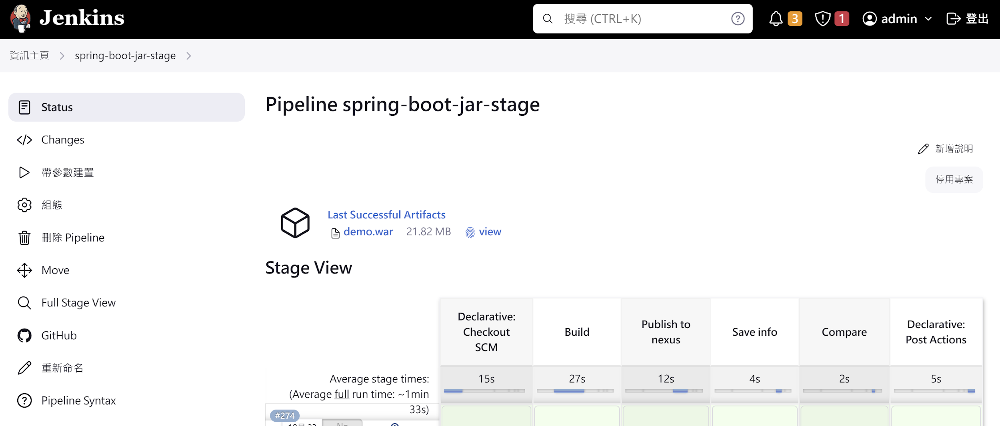 Jenkins
搜尋 (CTRL+K)
3
1
admin
登出
資訊主頁
spring-boot-jar-stage
Status
Changes
帶參數建置
組態
刪除 Pipeline
Move
Full Stage View
GitHub
重新命名
Pipeline Syntax
Pipeline spring-boot-jar-stage
新增說明
停用專案
Last Successful Artifacts
demo.war 21.82 MB view
Stage View
Declarative:
Checkout
SCM
Build
Publish to
nexus
Save info
Compare
Declarative:
Post Actions
Average stage times:
(Average full run time: ~1min
33s)
15s
27s
12s
4s
2s
5s
#274
No